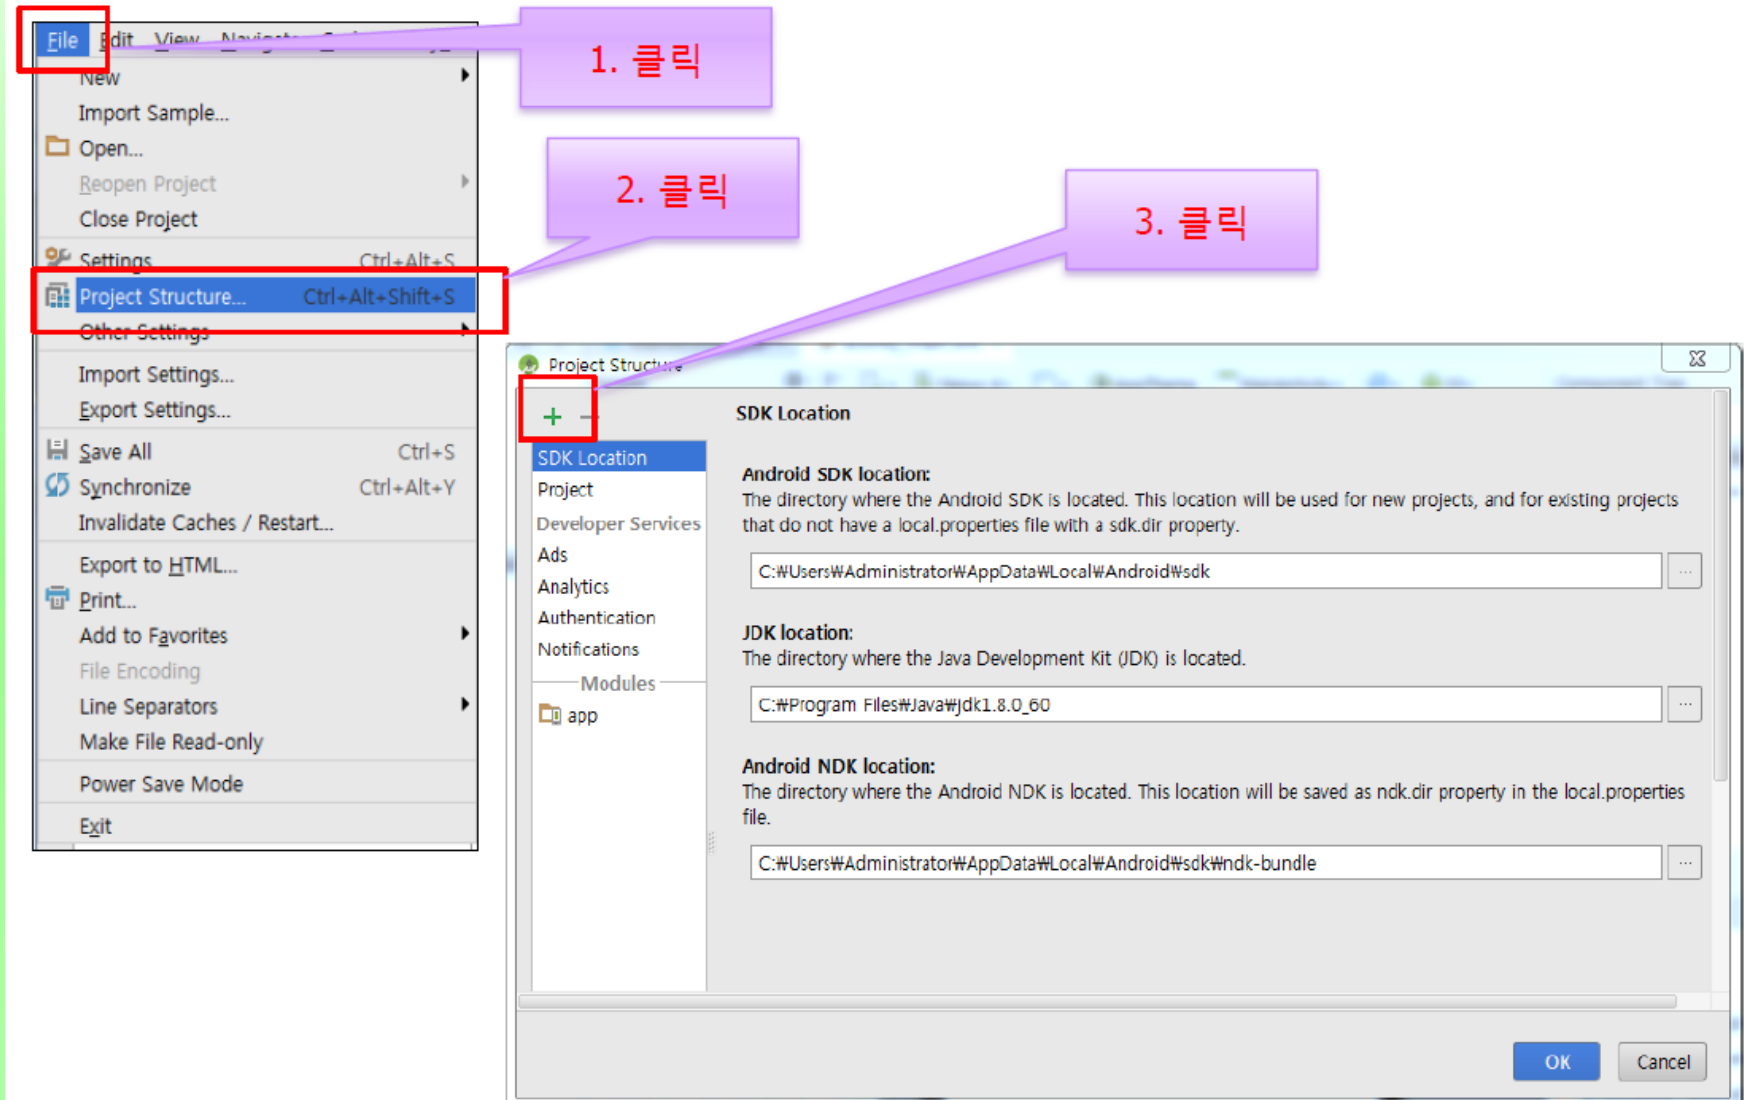 File Edit View
1. 클릭
New
Import Sample...
Open...
Reopen Project
Close Project
2. 클릭
3. 클릭
Settings Ctrl+Alt+S
Project Structure... Ctrl+Alt+Shift+S
Other Settings
Import Settings...
Export Settings...
Save All Ctrl+S
Synchronize Ctrl+Alt+Y
Invalidate Caches / Restart...
Export to HTML...
Print...
Add to Favorites
File Encoding
Line Separators
Make File Read-only
Power Save Mode
Exit
Project Structure
SDK Location
Project
Developer Services
Ads
Analytics
Authentication
Notifications
Modules
app
SDK Location
Android SDK location:
The directory where the Android SDK is located. This location will be used for new projects, and for existing projects
that do not have a local.properties file with a sdk.dir property.
C:₩Users₩Administrator₩AppData₩Local₩Android₩sdk
...
JDK location:
The directory where the Java Development Kit (JDK) is located.
C:₩Program Files₩Java₩jdk1.8.0_60
...
Android NDK location:
The directory where the Android NDK is located. This location will be saved as ndk.dir property in the local.properties
file.
C:₩Users₩Administrator₩AppData₩Local₩Android₩sdk₩ndk-bundle
...
OK Cancel